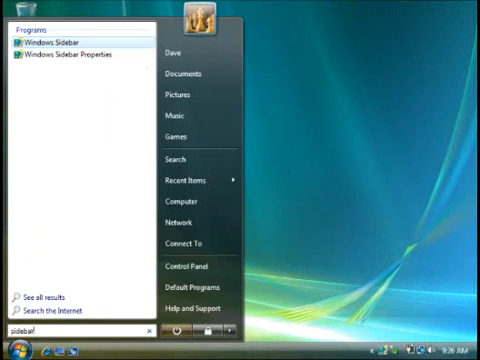 Programs
Windows Sidebar
Windows Sidebar Properties
See all results
Search the Internet
sidebar
Dave
Documents
Pictures
Music
Games
Search
Recent Items
Computer
Network
Connect To
Control Panel
Default Programs
Help and Support
9:26 AM